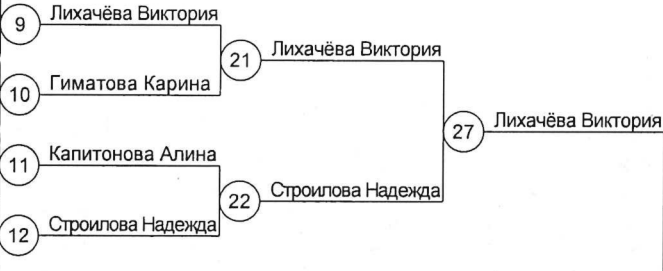 9 Лихачёва Виктория
21 Лихачёва Виктория
10 Гиматова Карина
27 Лихачёва Виктория
11 Капитонова Алина
22 Строилова Надежда
12 Строилова Надежда